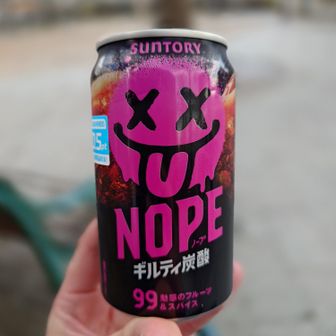 SUNTORY
NOPE
ノープ
ギルティ炭酸
99 魅惑のフルーツ
&スパイス